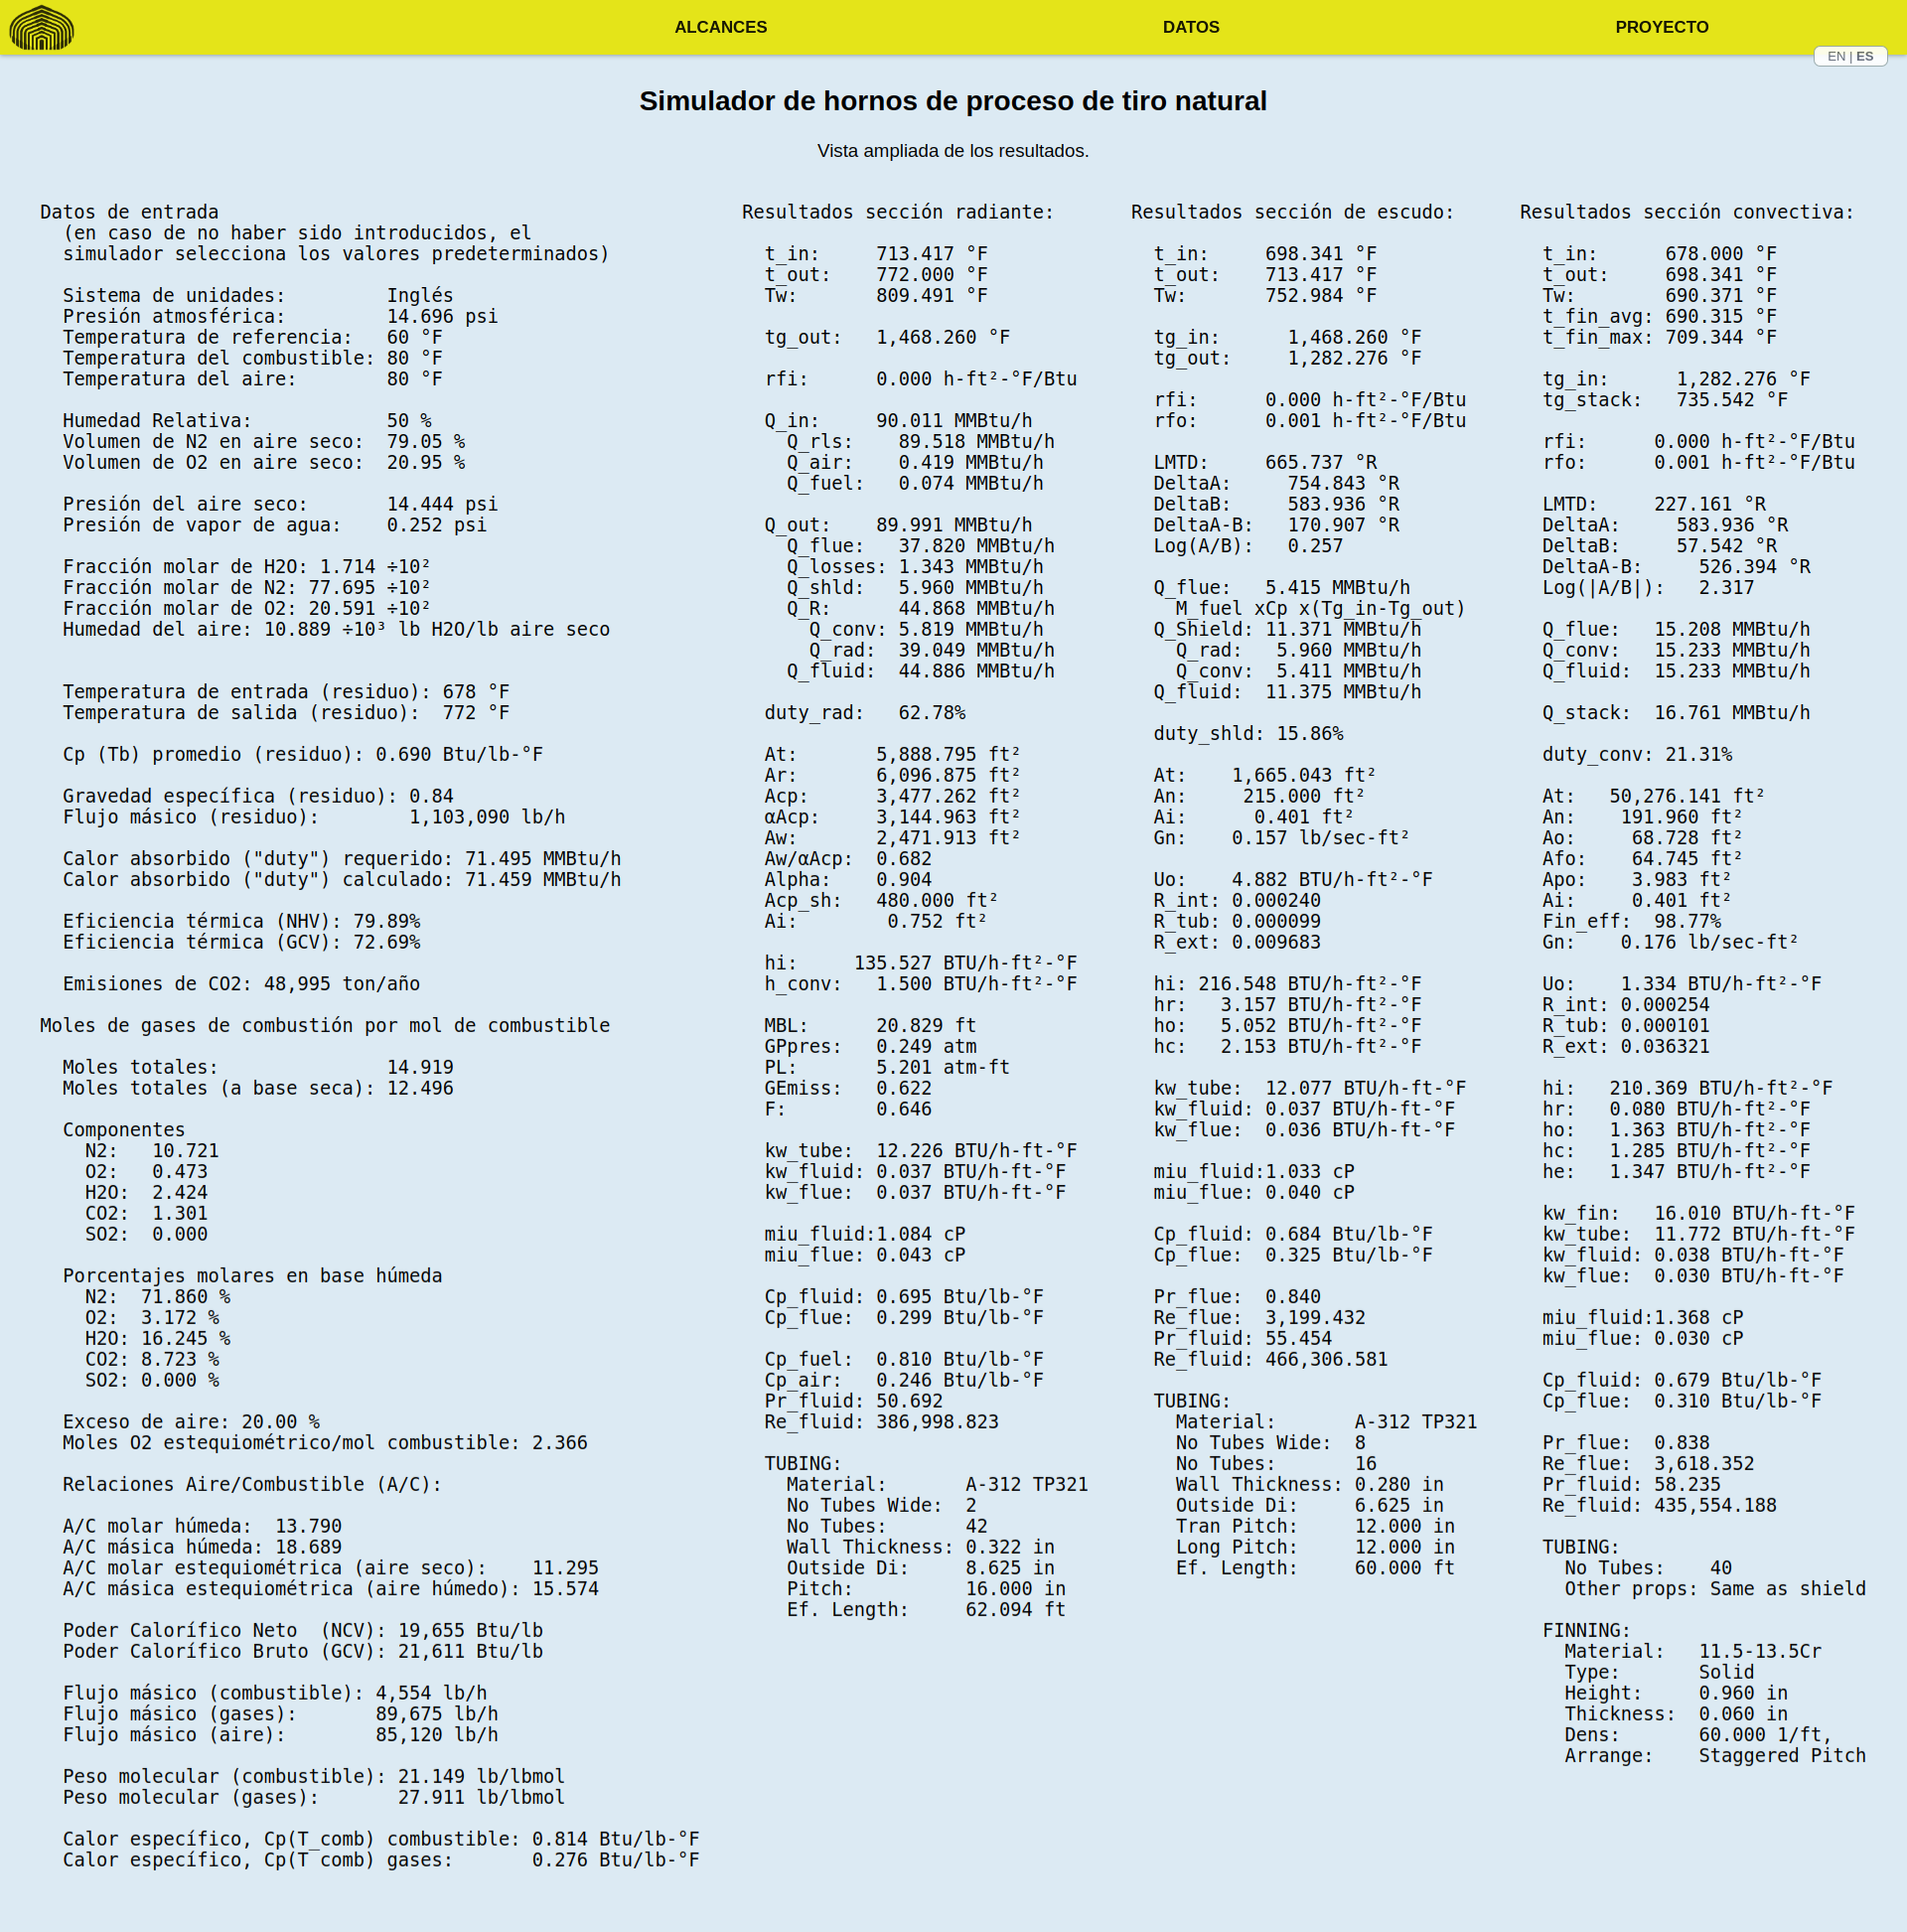 ALCANCES
DATOS
PROYECTO
EN | ES
Simulador de hornos de proceso de tiro natural
Vista ampliada de los resultados.
Datos de entrada
(en caso de no haber sido introducidos, el
simulador selecciona los valores predeterminados)
Sistema de unidades: Inglés
Presión atmosférica: 14.696 psi
Temperatura de referencia: 60 °F
Temperatura del combustible: 80 °F
Temperatura del aire: 80 °F
Humedad Relativa: 50 %
Volumen de N2 en aire seco: 79.05 %
Volumen de O2 en aire seco: 20.95 %
Presión del aire seco: 14.444 psi
Presión de vapor de agua: 0.252 psi
Fracción molar de H2O: 1.714 ÷10²
Fracción molar de N2: 77.695 ÷10²
Fracción molar de O2: 20.591 ÷10²
Humedad del aire: 10.889 ÷10³ lb H2O/lb aire seco
Temperatura de entrada (residuo): 678 °F
Temperatura de salida (residuo): 772 °F
Cp (Tb) promedio (residuo): 0.690 Btu/lb-°F
Gravedad específica (residuo): 0.84
Flujo másico (residuo): 1,103,090 lb/h
Calor absorbido ("duty") requerido: 71.495 MMBtu/h
Calor absorbido ("duty") calculado: 71.459 MMBtu/h
Eficiencia térmica (NHV): 79.89%
Eficiencia térmica (GCV): 72.69%
Emisiones de CO2: 48,995 ton/año
Moles de gases de combustión por mol de combustible
Moles totales: 14.919
Moles totales (a base seca): 12.496
Componentes
N2: 10.721
O2: 0.473
H2O: 2.424
CO2: 1.301
SO2: 0.000
Porcentajes molares en base húmeda
N2: 71.860 %
O2: 3.172 %
H2O: 16.245 %
CO2: 8.723 %
SO2: 0.000 %
Exceso de aire: 20.00 %
Moles O2 estequiométrico/mol combustible: 2.366
Relaciones Aire/Combustible (A/C):
A/C molar húmeda: 13.790
A/C másica húmeda: 18.689
A/C molar estequiométrica (aire seco): 11.295
A/C másica estequiométrica (aire húmedo): 15.574
Poder Calorífico Neto (NCV): 19,655 Btu/lb
Poder Calorífico Bruto (GCV): 21,611 Btu/lb
Flujo másico (combustible): 4,554 lb/h
Flujo másico (gases): 89,675 lb/h
Flujo másico (aire): 85,120 lb/h
Peso molecular (combustible): 21.149 lb/lbmol
Peso molecular (gases): 27.911 lb/lbmol
Calor específico, Cp(T_comb) combustible: 0.814 Btu/lb-°F
Calor específico, Cp(T_comb) gases: 0.276 Btu/lb-°F
Resultados sección radiante:
t_in: 713.417 °F
t_out: 772.000 °F
Tw: 809.491 °F
tg_out: 1,468.260 °F
rfi: 0.000 h-ft²-°F/Btu
Q_in: 90.011 MMBtu/h
Q_rls: 89.518 MMBtu/h
Q_air: 0.419 MMBtu/h
Q_fuel: 0.074 MMBtu/h
Q_out: 89.991 MMBtu/h
Q_flue: 37.820 MMBtu/h
Q_losses: 1.343 MMBtu/h
Q_shld: 5.960 MMBtu/h
Q_R: 44.868 MMBtu/h
Q_conv: 5.819 MMBtu/h
Q_rad: 39.049 MMBtu/h
Q_fluid: 44.886 MMBtu/h
duty_rad: 62.78%
At: 5,888.795 ft²
Ar: 6,096.875 ft²
Acp: 3,477.262 ft²
αAcp: 3,144.963 ft²
Aw: 2,471.913 ft²
Aw/αAcp: 0.682
Alpha: 0.904
Acp_sh: 480.000 ft²
Ai: 0.752 ft²
hi: 135.527 BTU/h-ft²-°F
h_conv: 1.500 BTU/h-ft²-°F
MBL: 20.829 ft
GPpres: 0.249 atm
PL: 5.201 atm-ft
GEmiss: 0.622
F: 0.646
kw_tube: 12.226 BTU/h-ft-°F
kw_fluid: 0.037 BTU/h-ft-°F
kw_flue: 0.037 BTU/h-ft-°F
miu_fluid:1.084 cP
miu_flue: 0.043 cP
Cp_fluid: 0.695 Btu/lb-°F
Cp_flue: 0.299 Btu/lb-°F
Cp_fuel: 0.810 Btu/lb-°F
Cp_air: 0.246 Btu/lb-°F
Pr_fluid: 50.692
Re_fluid: 386,998.823
TUBING:
Material: A-312 TP321
No Tubes Wide: 2
No Tubes: 42
Wall Thickness: 0.322 in
Outside Di: 8.625 in
Pitch: 16.000 in
Ef. Length: 62.094 ft
Resultados sección de escudo:
t_in: 698.341 °F
t_out: 713.417 °F
Tw: 752.984 °F
tg_in: 1,468.260 °F
tg_out: 1,282.276 °F
rfi: 0.000 h-ft²-°F/Btu
rfo: 0.001 h-ft²-°F/Btu
LMTD: 665.737 °R
DeltaA: 754.843 °R
DeltaB: 583.936 °R
DeltaA-B: 170.907 °R
Log(A/B): 0.257
Q_flue: 5.415 MMBtu/h
M_fuel xCp x(Tg_in-Tg_out)
Q_Shield: 11.371 MMBtu/h
Q_rad: 5.960 MMBtu/h
Q_conv: 5.411 MMBtu/h
Q_fluid: 11.375 MMBtu/h
duty_shld: 15.86%
At: 1,665.043 ft²
An: 215.000 ft²
Ai: 0.401 ft²
Gn: 0.157 lb/sec-ft²
Uo: 4.882 BTU/h-ft²-°F
R_int: 0.000240
R_tub: 0.000099
R_ext: 0.009683
hi: 216.548 BTU/h-ft²-°F
hr: 3.157 BTU/h-ft²-°F
ho: 5.052 BTU/h-ft²-°F
hc: 2.153 BTU/h-ft²-°F
kw_tube: 12.077 BTU/h-ft-°F
kw_fluid: 0.037 BTU/h-ft-°F
kw_flue: 0.036 BTU/h-ft-°F
miu_fluid:1.033 cP
miu_flue: 0.040 cP
Cp_fluid: 0.684 Btu/lb-°F
Cp_flue: 0.325 Btu/lb-°F
Pr_flue: 0.840
Re_flue: 3,199.432
Pr_fluid: 55.454
Re_fluid: 466,306.581
TUBING:
Material: A-312 TP321
No Tubes Wide: 8
No Tubes: 16
Wall Thickness: 0.280 in
Outside Di: 6.625 in
Tran Pitch: 12.000 in
Long Pitch: 12.000 in
Ef. Length: 60.000 ft
Resultados sección convectiva:
t_in: 678.000 °F
t_out: 698.341 °F
Tw: 690.371 °F
t_fin_avg: 690.315 °F
t_fin_max: 709.344 °F
tg_in: 1,282.276 °F
tg_stack: 735.542 °F
rfi: 0.000 h-ft²-°F/Btu
rfo: 0.001 h-ft²-°F/Btu
LMTD: 227.161 °R
DeltaA: 583.936 °R
DeltaB: 57.542 °R
DeltaA-B: 526.394 °R
Log(|A/B|): 2.317
Q_flue: 15.208 MMBtu/h
Q_conv: 15.233 MMBtu/h
Q_fluid: 15.233 MMBtu/h
Q_stack: 16.761 MMBtu/h
duty_conv: 21.31%
At: 50,276.141 ft²
An: 191.960 ft²
Ao: 68.728 ft²
Afo: 64.745 ft²
Apo: 3.983 ft²
Ai: 0.401 ft²
Fin_eff: 98.77%
Gn: 0.176 lb/sec-ft²
Uo: 1.334 BTU/h-ft²-°F
R_int: 0.000254
R_tub: 0.000101
R_ext: 0.036321
hi: 210.369 BTU/h-ft²-°F
hr: 0.080 BTU/h-ft²-°F
ho: 1.363 BTU/h-ft²-°F
hc: 1.285 BTU/h-ft²-°F
he: 1.347 BTU/h-ft²-°F
kw_fin: 16.010 BTU/h-ft-°F
kw_tube: 11.772 BTU/h-ft-°F
kw_fluid: 0.038 BTU/h-ft-°F
kw_flue: 0.030 BTU/h-ft-°F
miu_fluid:1.368 cP
miu_flue: 0.030 cP
Cp_fluid: 0.679 Btu/lb-°F
Cp_flue: 0.310 Btu/lb-°F
Pr_flue: 0.838
Re_flue: 3,618.352
Pr_fluid: 58.235
Re_fluid: 435,554.188
TUBING:
No Tubes: 40
Other props: Same as shield
FINNING:
Material: 11.5-13.5Cr
Type: Solid
Height: 0.960 in
Thickness: 0.060 in
Dens: 60.000 1/ft,
Arrange: Staggered Pitch